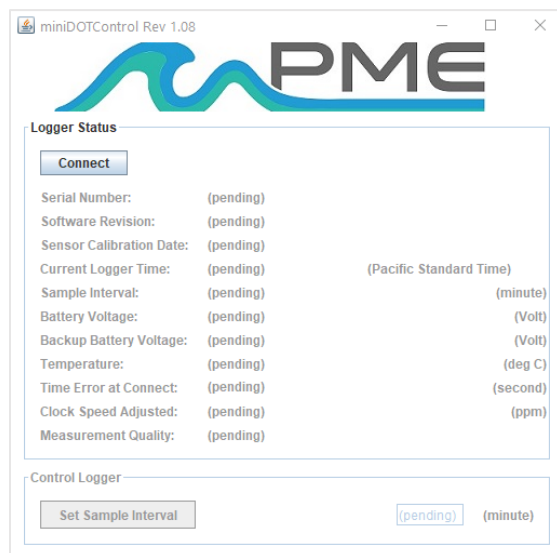 miniDOTControl Rev 1.08
PME
Logger Status
Connect
Serial Number: (pending)
Software Revision: (pending)
Sensor Calibration Date: (pending)
Current Logger Time: (pending) (Pacific Standard Time)
Sample Interval: (pending) (minute)
Battery Voltage: (pending) (Volt)
Backup Battery Voltage: (pending) (Volt)
Temperature: (pending) (deg C)
Time Error at Connect: (pending) (second)
Clock Speed Adjusted: (pending) (ppm)
Measurement Quality: (pending)
Control Logger
Set Sample Interval (pending) (minute)